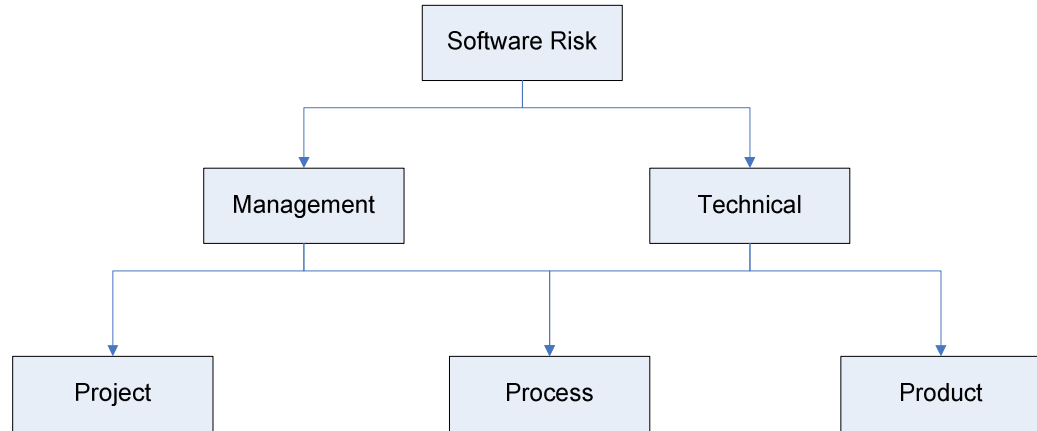 Software Risk
Management
Technical
Project
Process
Product